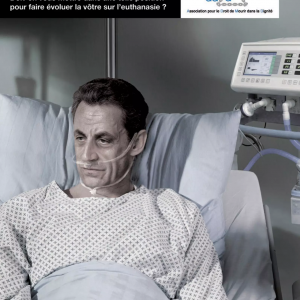 pour faire évoluer la vôtre sur l'euthanasie ?
Association pour le Droit de Mourir dans la Dignité